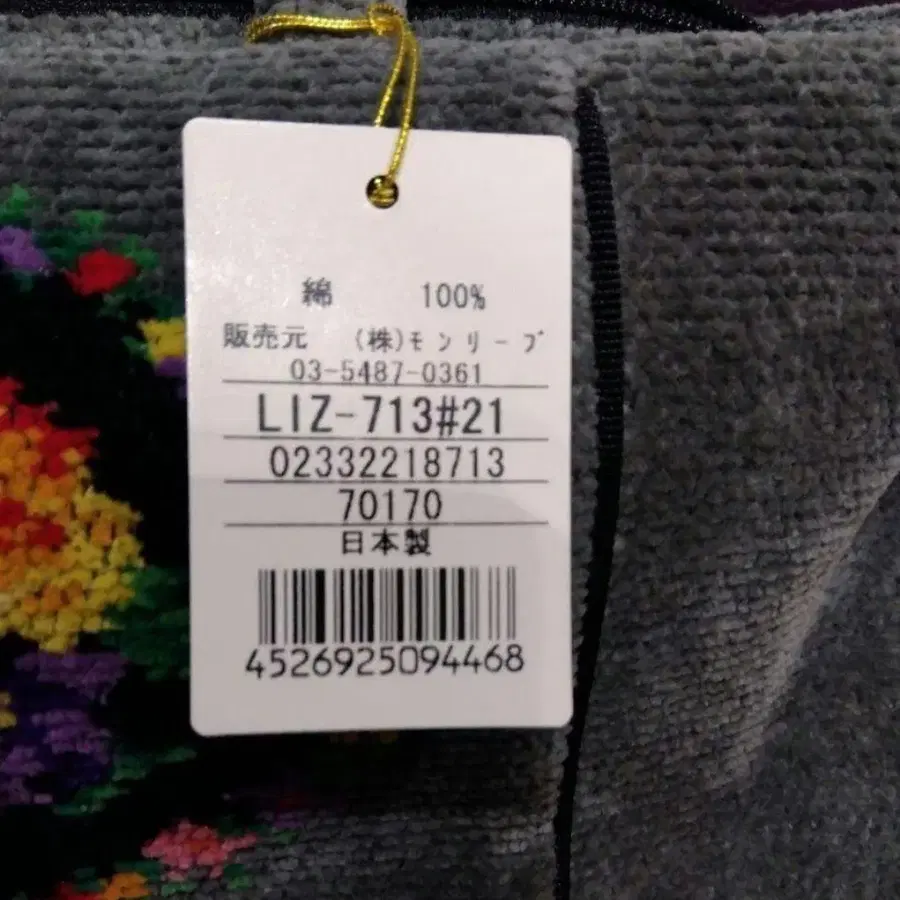 綿 100%
販売元 (株)モンリーブ
03-5487-0361
LIZ-713#21
02332218713
70170
日本製
4526925094468